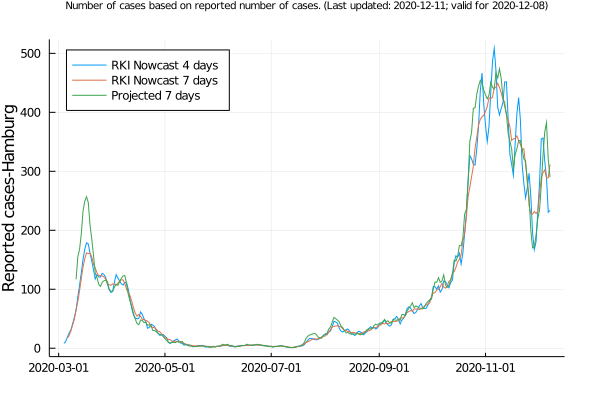 Number of cases based on reported number of cases. (Last updated: 2020-12-11; valid for 2020-12-08)
Reported cases-Hamburg
500
400
300
200
100
0
RKI Nowcast 4 days
RKI Nowcast 7 days
Projected 7 days
2020-03-01 2020-05-01 2020-07-01 2020-09-01 2020-11-01